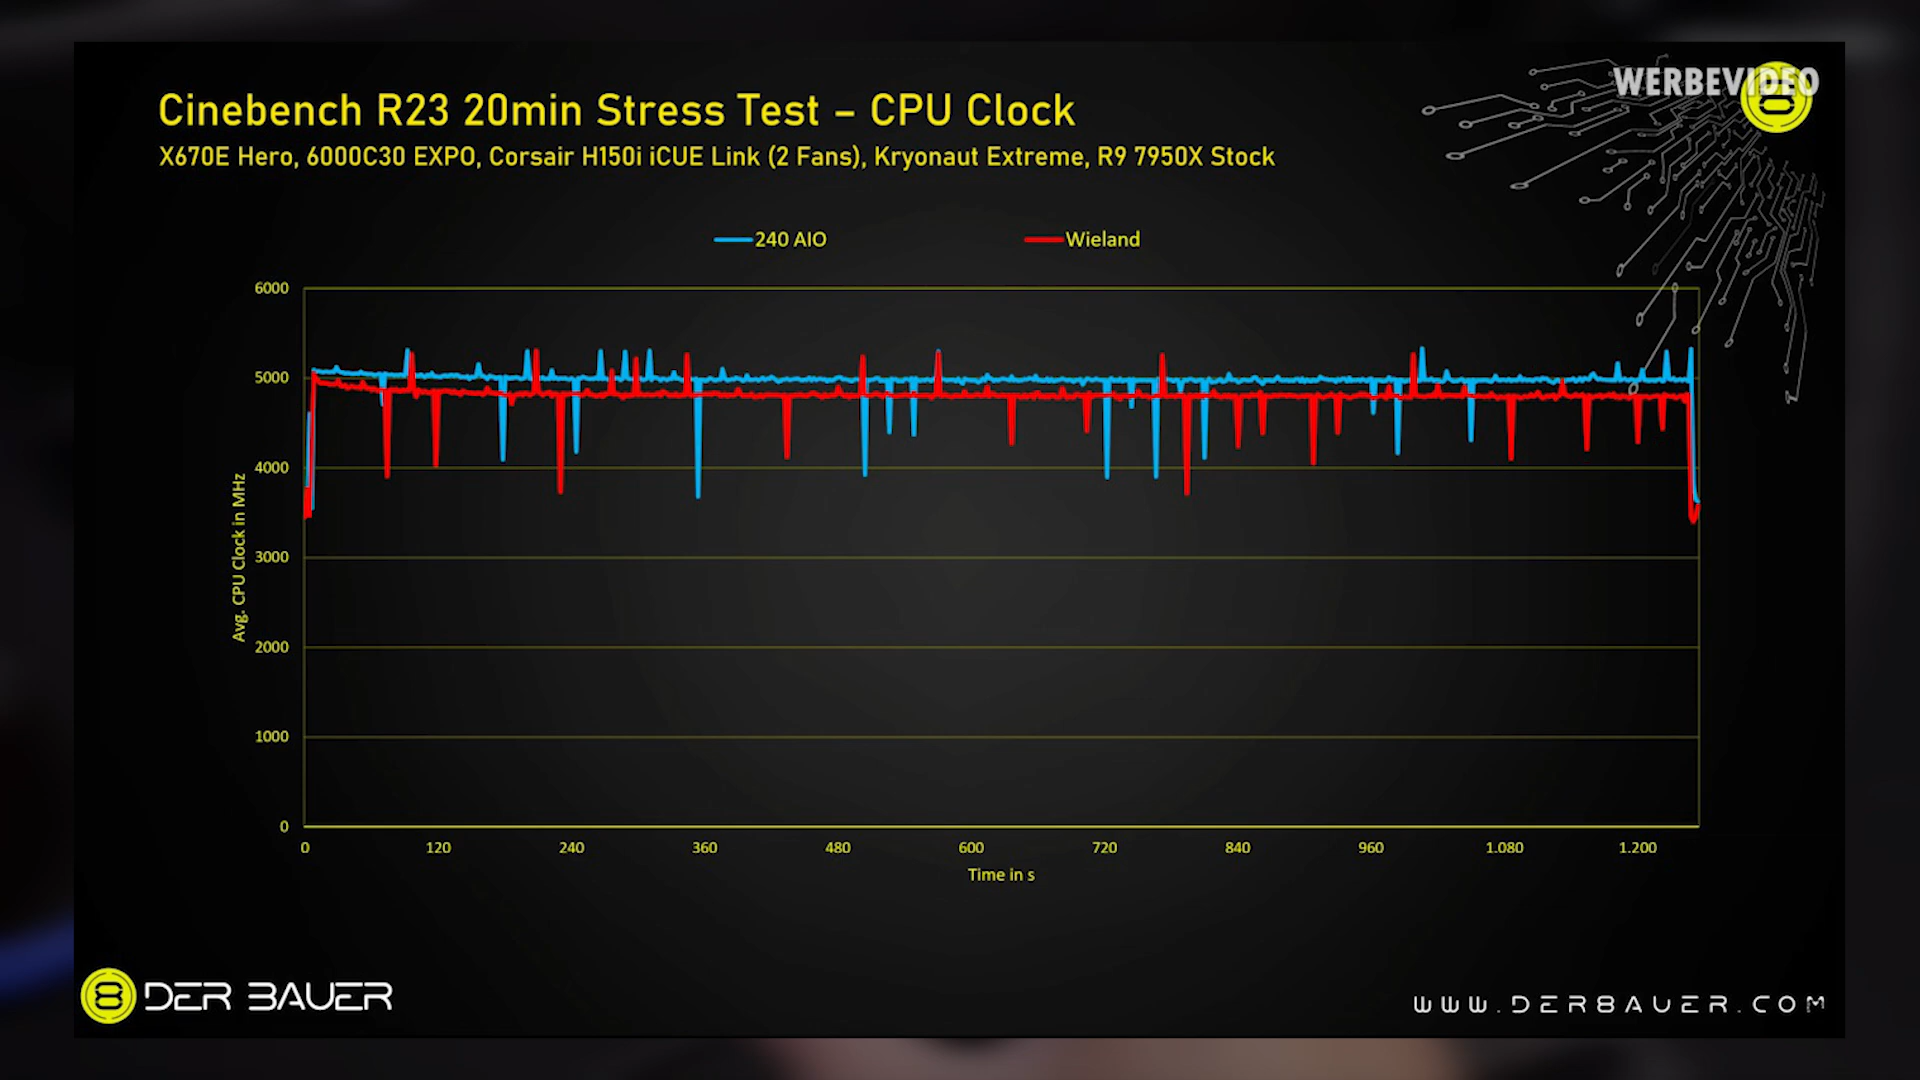 WERBEVIDEO
Cinebench R23 20min Stress Test – CPU Clock
X670E Hero, 6000C30 EXPO, Corsair H150i iCUE Link (2 Fans), Kryonaut Extreme, R9 7950X Stock
240 AIO
Wieland
6000
5000
4000
3000
2000
1000
0
Avg. CPU Clock in MHz
0 120 240 360 480 600 720 840 960 1.080 1.200
Time in s
DER 8AUER
WWW.DER8AUER.COM